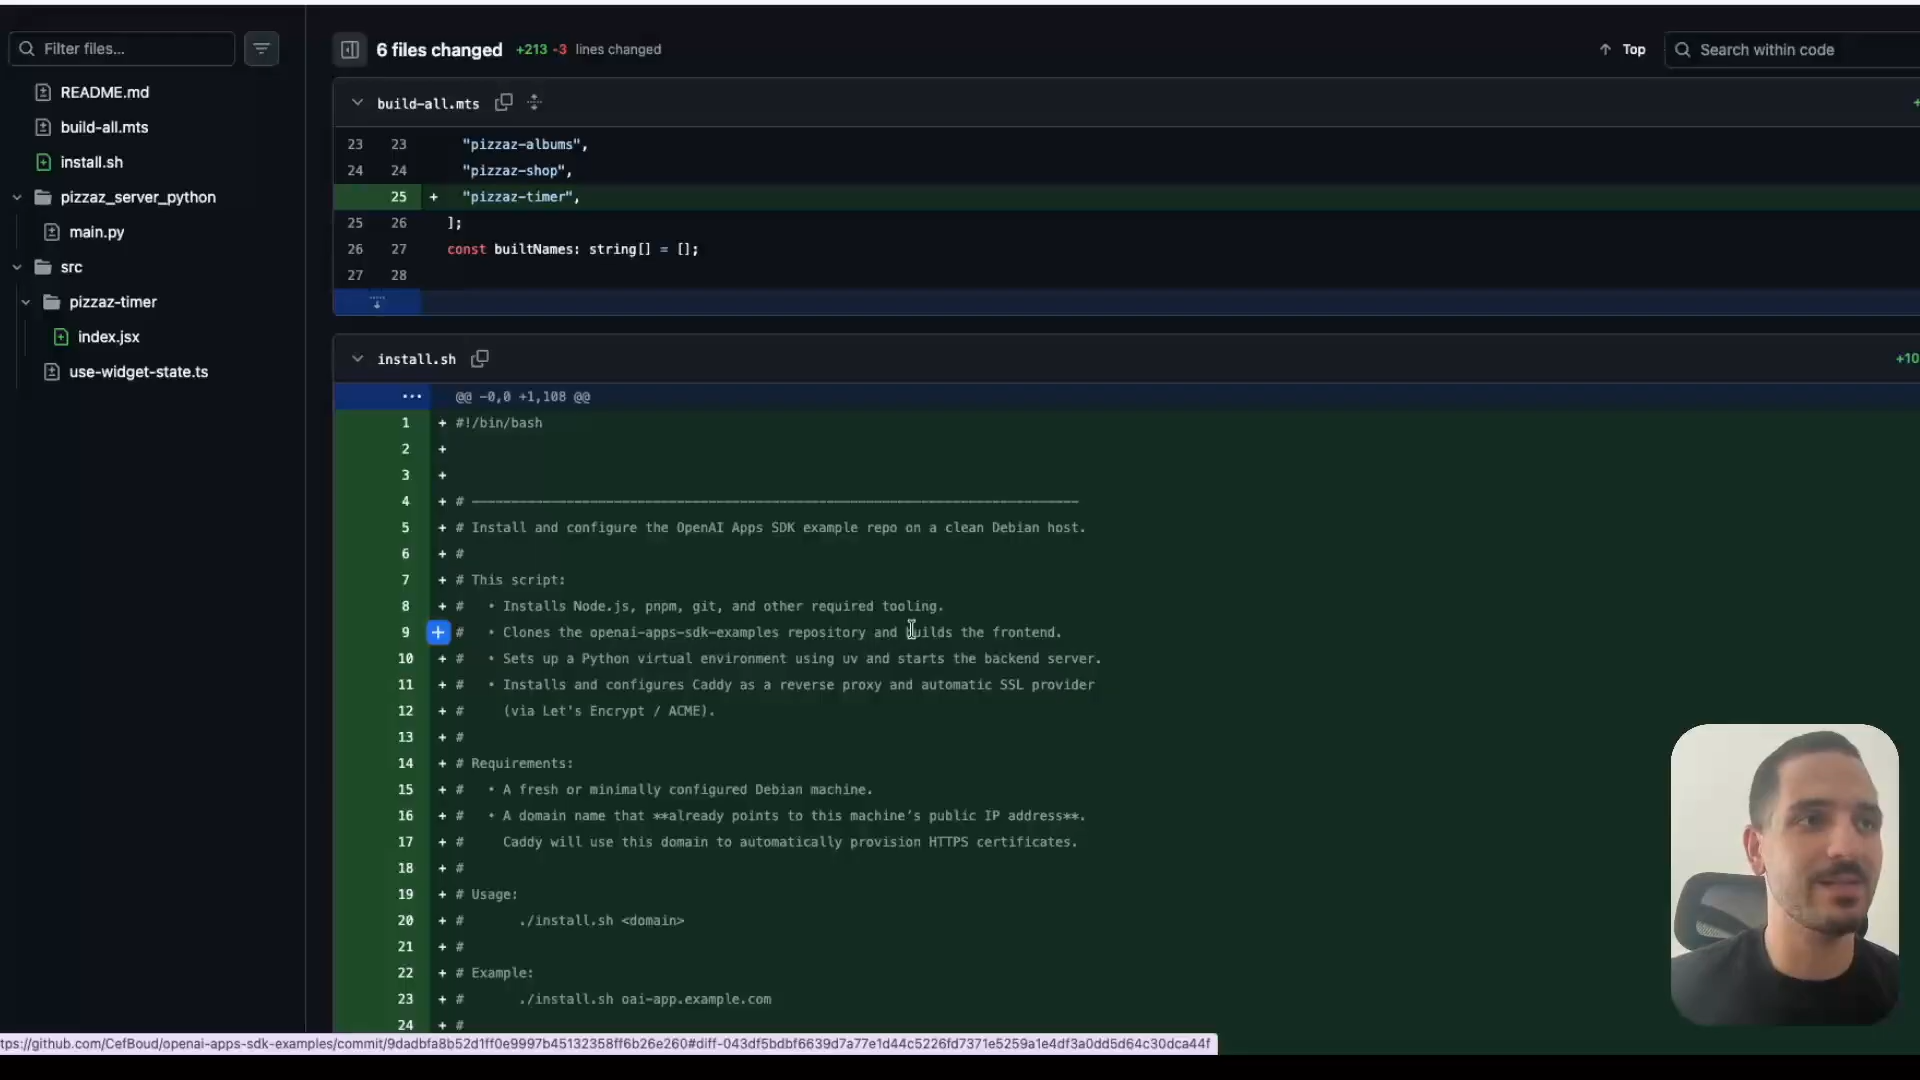 Filter files...
README.md
build-all.mts
install.sh
pizzaz_server_python
main.py
src
pizzaz-timer
index.jsx
use-widget-state.ts
6 files changed +213 -3 lines changed
Top
Search within code
build-all.mts
23 23 "pizzaz-albums",
24 24 "pizzaz-shop",
25 + "pizzaz-timer",
25 26 ];
26 27 const builtNames: string[] = [];
27 28
install.sh
+10
... @@ -0,0 +1,108 @@
1 + #!/bin/bash
2 +
3 +
4 + # ─────────────────────────────────────────────────────────────────────────────
5 + # Install and configure the OpenAI Apps SDK example repo on a clean Debian host.
6 + #
7 + # This script:
8 + # • Installs Node.js, pnpm, git, and other required tooling.
9 + # • Clones the openai-apps-sdk-examples repository and builds the frontend.
10 + # • Sets up a Python virtual environment using uv and starts the backend server.
11 + # • Installs and configures Caddy as a reverse proxy and automatic SSL provider
12 + # (via Let's Encrypt / ACME).
13 + #
14 + # Requirements:
15 + # • A fresh or minimally configured Debian machine.
16 + # • A domain name that **already points to this machine’s public IP address**.
17 + # Caddy will use this domain to automatically provision HTTPS certificates.
18 + #
19 + # Usage:
20 + # ./install.sh <domain>
21 + #
22 + # Example:
23 + # ./install.sh oai-app.example.com
24 + #
tps://github.com/CefBoud/openai-apps-sdk-examples/commit/9dadbfa8b52d1ff0e9997b45132358ff6b26e260#diff-043df5bdbf6639d7a77e1d44c5226fd7371e5259a1e4df3a0dd5d64c30dca44f